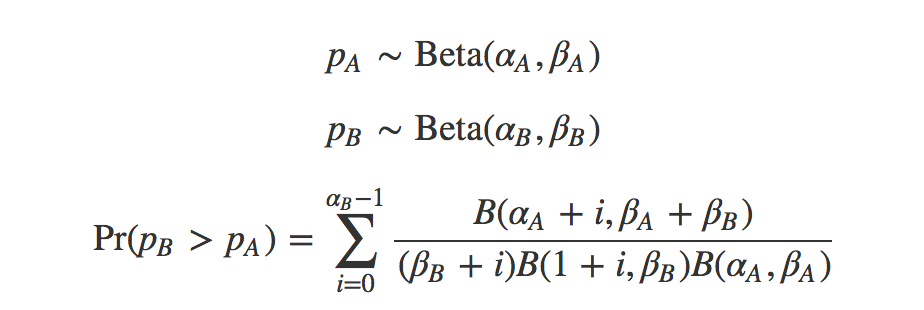 p_A ∼ Beta(α_A, β_A)
p_B ∼ Beta(α_B, β_B)
Pr(p_B > p_A) = ∑_{i=0}^{α_B−1} \frac{B(α_A + i, β_A + β_B)}{(β_B + i)B(1 + i, β_B)B(α_A, β_A)}